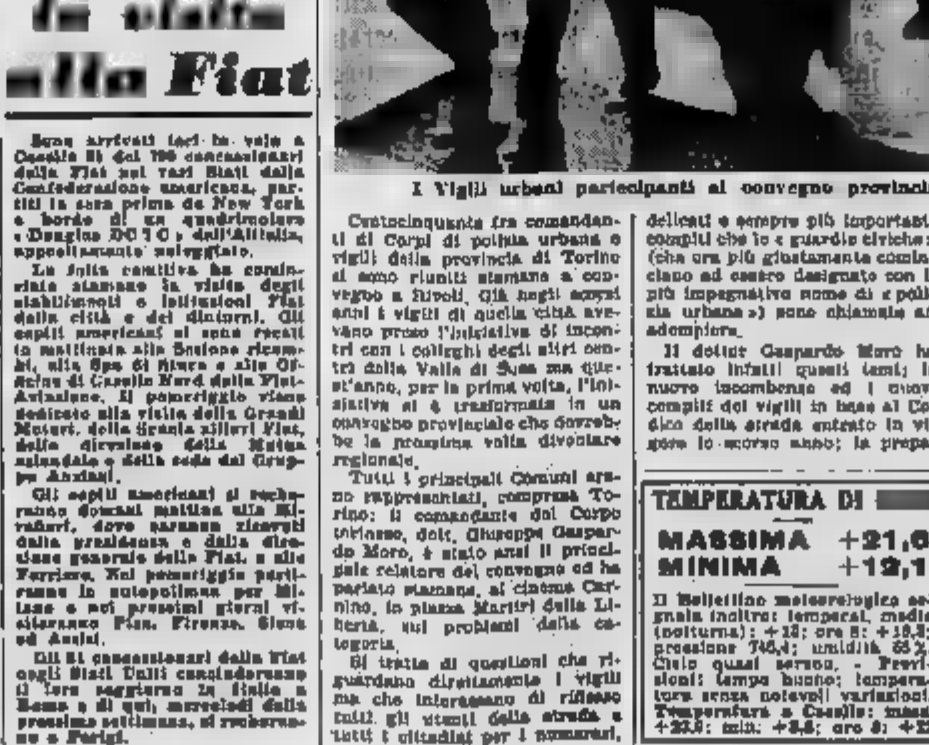 in visita
alla Fiat
Sono arrivati ieri in volo a
Caselle 51 dei 700 concessionari
della Fiat nei vari Stati della
Confederazione americana, par-
titi la sera prima da New York
a bordo di un quadrimotore
« Douglas DC 7 C » dell'Alitalia,
appositamente noleggiato.
La folta comitiva ha comin-
ciato stamane la visita degli
stabilimenti e istituzioni Fiat
della città e dei dintorni. Gli
ospiti americani si sono recati
in mattinata alla Sezione ricam-
bi, alla Spa di Stura e alle Of-
ficine di Caselle Nord della Fiat-
Aviazione. Il pomeriggio viene
dedicato alla visita della Grandi
Motori, della Scuola allievi Fiat,
della direzione della Mutua
aziendale e della sede del Grup-
po Anziani.
Gli ospiti americani si reche-
ranno domani mattina alla Mi-
rafiori, dove saranno ricevuti
dalla presidenza e dalla dire-
zione generale della Fiat, e alle
Ferriere. Nel pomeriggio parti-
ranno in autopullman per Mi-
lano e nei prossimi giorni vi-
siteranno Pisa, Firenze, Siena
ed Assisi.
Gli 51 concessionari della Fiat
negli Stati Uniti concluderanno
il loro soggiorno in Italia a
Roma e di qui, mercoledì della
prossima settimana, si recheran-
no a Parigi.
I Vigili urbani partecipanti al convegno provinci
Centocinquanta fra comandan-
ti di Corpi di polizia urbana e
vigili della provincia di Torino
si sono riuniti stamane a con-
vegno a Rivoli. Già negli scorsi
anni i vigili di quella città ave-
vano preso l'iniziativa di incon-
tri con i colleghi degli altri cen-
tri della Valle di Susa ma que-
st'anno, per la prima volta, l'ini-
ziativa si è trasformata in un
convegno provinciale che dovreb-
be la prossima volta diventare
regionale.
Tutti i principali Comuni era-
no rappresentati, compresa To-
rino: il comandante del Corpo
torinese, dott. Giuseppe Gaspar-
do Moro, è stato anzi il princi-
pale relatore del convegno ed ha
parlato stamane, al cinema Car-
nino, in piazza Martiri della Li-
bertà, sui problemi della ca-
tegoria.
Si tratta di questioni che ri-
guardano direttamente i vigili
ma che interessano di riflesso
tutti gli utenti della strada e
tutti i cittadini per i numerosi,
delicati e sempre più importanti
compiti che le « guardie civiche »
(che ora più giustamente comin-
ciano ad essere designate con i
più impegnativo nome di « poli
zia urbana ») sono chiamate ad
adempiere.
Il dottor Gaspardo Moro ha
trattato infatti questi temi; le
nuove incombenze ed i nuovi
compiti dei vigili in base al Co
dice della strada entrato in vi
gore lo scorso anno; la prepa
TEMPERATURA DI
MASSIMA +21,6
MINIMA +12,1
Il Bollettino meteorologico se-
gnala inoltre: temperat. media
(notturna): + 13; ore 8: +
pressione 740,4; umidità 65 %
Cielo quasi sereno. - Previ-
sioni: tempo buono; tempera-
tura senza notevoli variazioni
Temperatura a Caselle: mass
min. ore 8: